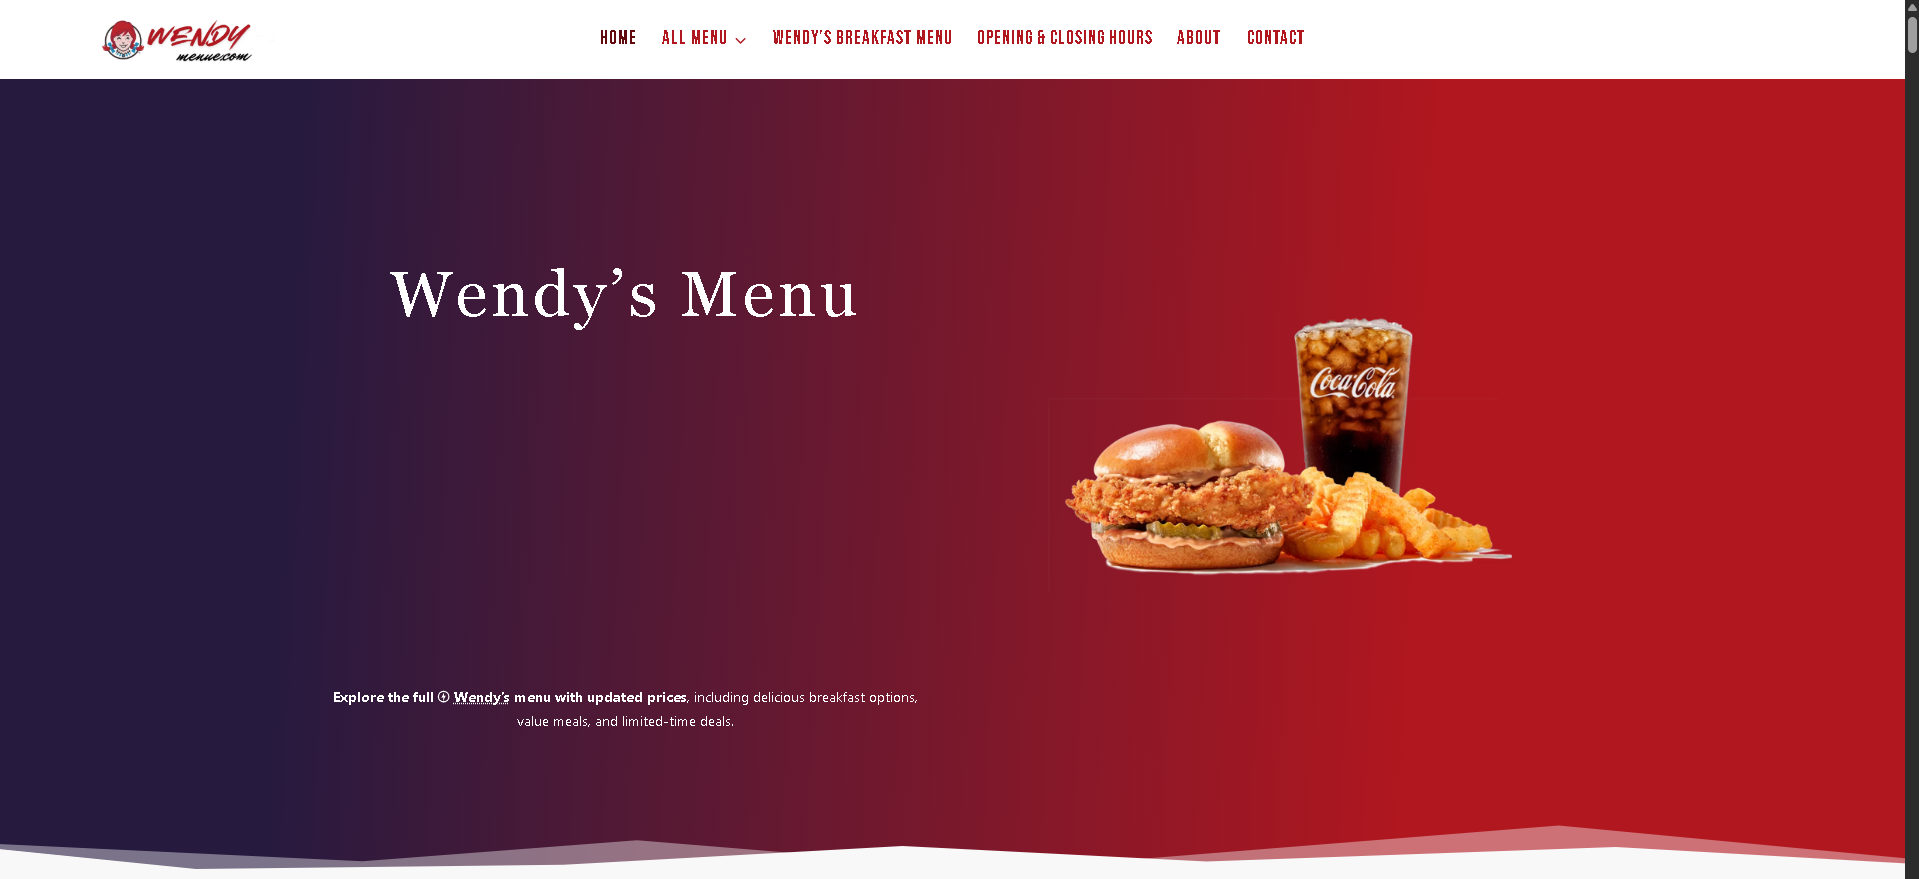 WENDY
menue.com
HOME ALL MENU WENDY'S BREAKFAST MENU OPENING & CLOSING HOURS ABOUT CONTACT
Wendy’s Menu
Coca-Cola
Explore the full Wendy’s menu with updated prices, including delicious breakfast options,
value meals, and limited-time deals.